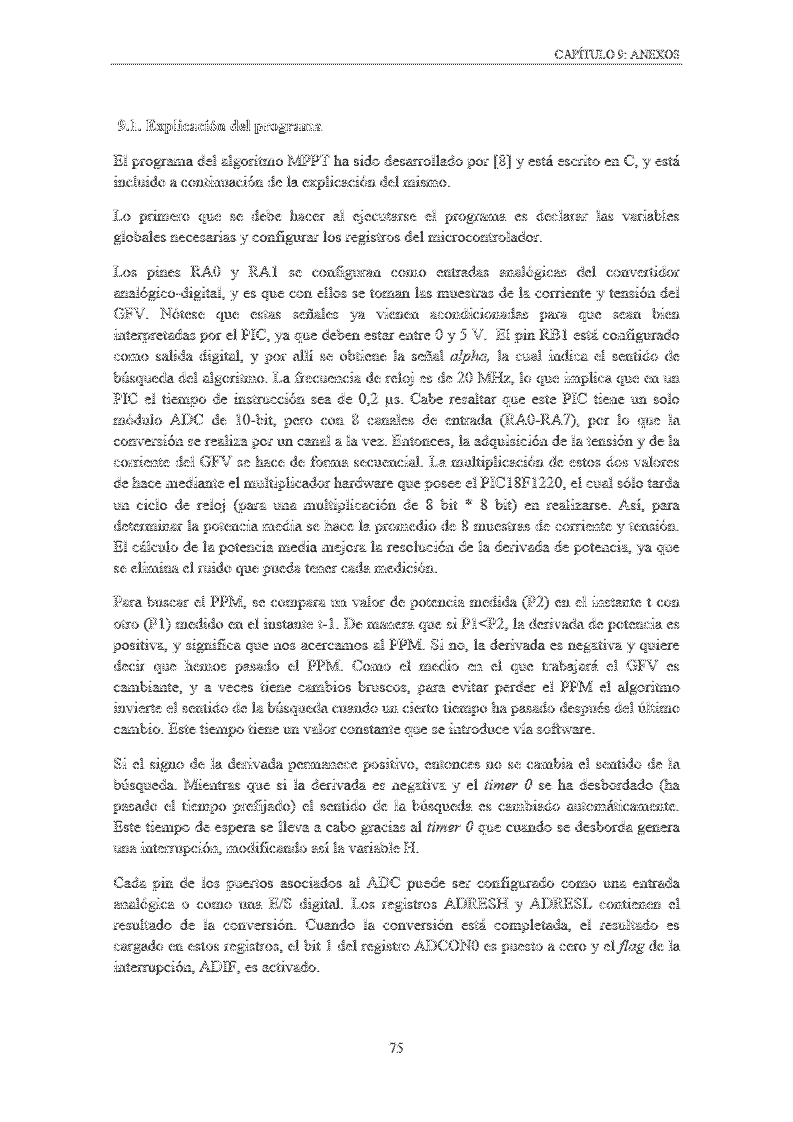 CAPÍTULO 9: ANEXOS
9.1. Explicación del programa
El programa del algoritmo MPPT ha sido desarrollado por [8] y está escrito en C, y está
incluido a continuación de la explicación del mismo.
Lo primero que se debe hacer al ejecutarse el programa es declarar las variables
globales necesarias y configurar los registros del microcontrolador.
Los pines RA0 y RA1 se configuran como entradas analógicas del convertidor
analógico-digital, y es que con ellos se toman las muestras de la corriente y tensión del
GFV. Nótese que estas señales ya vienen acondicionadas para que sean bien
interpretadas por el PIC, ya que deben estar entre 0 y 5 V. El pin RB1 está configurado
como salida digital, y por allí se obtiene la señal alpha, la cual indica el sentido de
búsqueda del algoritmo. La frecuencia de reloj es de 20 MHz, lo que implica que en un
PIC el tiempo de instrucción sea de 0,2 µs. Cabe resaltar que este PIC tiene un solo
módulo ADC de 10-bit, pero con 8 canales de entrada (RA0-RA7), por lo que la
conversión se realiza por un canal a la vez. Entonces, la adquisición de la tensión y de la
corriente del GFV se hace de forma secuencial. La multiplicación de estos dos valores
de hace mediante el multiplicador hardware que posee el PIC18F1220, el cual sólo tarda
un ciclo de reloj (para una multiplicación de 8 bit * 8 bit) en realizarse. Así, para
determinar la potencia media se hace la promedio de 8 muestras de corriente y tensión.
El cálculo de la potencia media mejora la resolución de la derivada de potencia, ya que
se elimina el ruido que pueda tener cada medición.
Para buscar el PPM, se compara un valor de potencia medida (P2) en el instante t con
otro (P1) medido en el instante t-1. De manera que si P1<P2, la derivada de potencia es
positiva, y significa que nos acercamos al PPM. Si no, la derivada es negativa y quiere
decir que hemos pasado el PPM. Como el medio en el que trabajará el GFV es
cambiante, y a veces tiene cambios bruscos, para evitar perder el PPM el algoritmo
invierte el sentido de la búsqueda cuando un cierto tiempo ha pasado después del último
cambio. Este tiempo tiene un valor constante que se introduce vía software.
Si el signo de la derivada permanece positivo, entonces no se cambia el sentido de la
búsqueda. Mientras que si la derivada es negativa y el timer 0 se ha desbordado (ha
pasado el tiempo prefijado) el sentido de la búsqueda es cambiado automáticamente.
Este tiempo de espera se lleva a cabo gracias al timer 0 que cuando se desborda genera
una interrupción, modificando así la variable H.
Cada pin de los puertos asociados al ADC puede ser configurado como una entrada
analógica o como una E/S digital. Los registros ADRESH y ADRESL contienen el
resultado de la conversión. Cuando la conversión está completada, el resultado es
cargado en estos registros, el bit 1 del registro ADCON0 es puesto a cero y el flag de la
interrupción, ADIF, es activado.
75